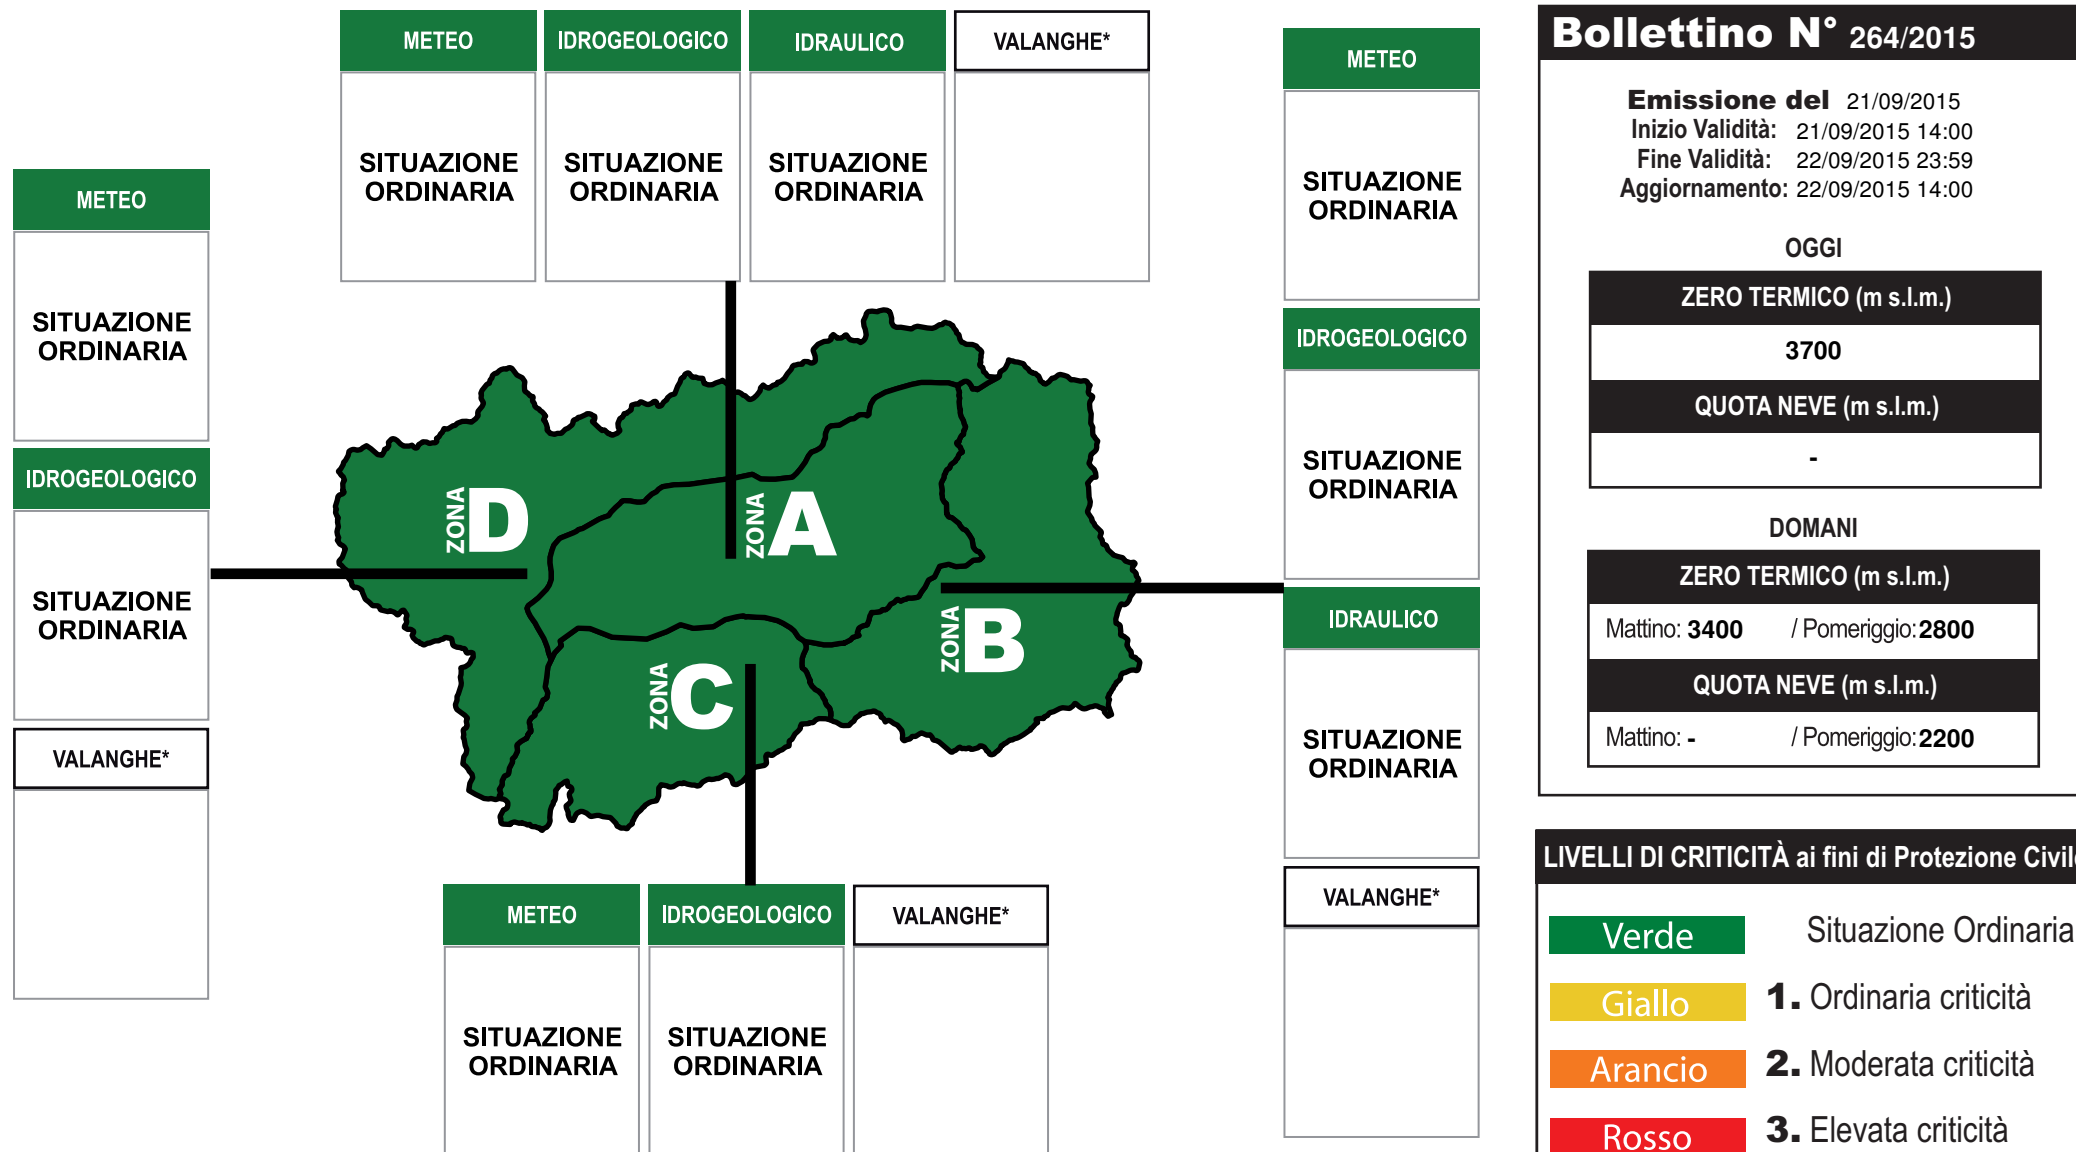 METEO
IDROGEOLOGICO
IDRAULICO
VALANGHE*
SITUAZIONE
ORDINARIA
SITUAZIONE
ORDINARIA
SITUAZIONE
ORDINARIA
METEO
SITUAZIONE
ORDINARIA
IDROGEOLOGICO
SITUAZIONE
ORDINARIA
VALANGHE*
ZONA D
ZONA A
ZONA B
ZONA C
METEO
SITUAZIONE
ORDINARIA
IDROGEOLOGICO
SITUAZIONE
ORDINARIA
IDRAULICO
SITUAZIONE
ORDINARIA
VALANGHE*
METEO
IDROGEOLOGICO
VALANGHE*
SITUAZIONE
ORDINARIA
SITUAZIONE
ORDINARIA
Bollettino N° 264/2015
Emissione del 21/09/2015
Inizio Validità: 21/09/2015 14:00
Fine Validità: 22/09/2015 23:59
Aggiornamento: 22/09/2015 14:00
OGGI
ZERO TERMICO (m s.l.m.)
3700
QUOTA NEVE (m s.l.m.)
-
DOMANI
ZERO TERMICO (m s.l.m.)
Mattino: 3400 / Pomeriggio: 2800
QUOTA NEVE (m s.l.m.)
Mattino: - / Pomeriggio: 2200
LIVELLI DI CRITICITÀ ai fini di Protezione Civile
Verde Situazione Ordinaria
Giallo 1. Ordinaria criticità
Arancio 2. Moderata criticità
Rosso 3. Elevata criticità